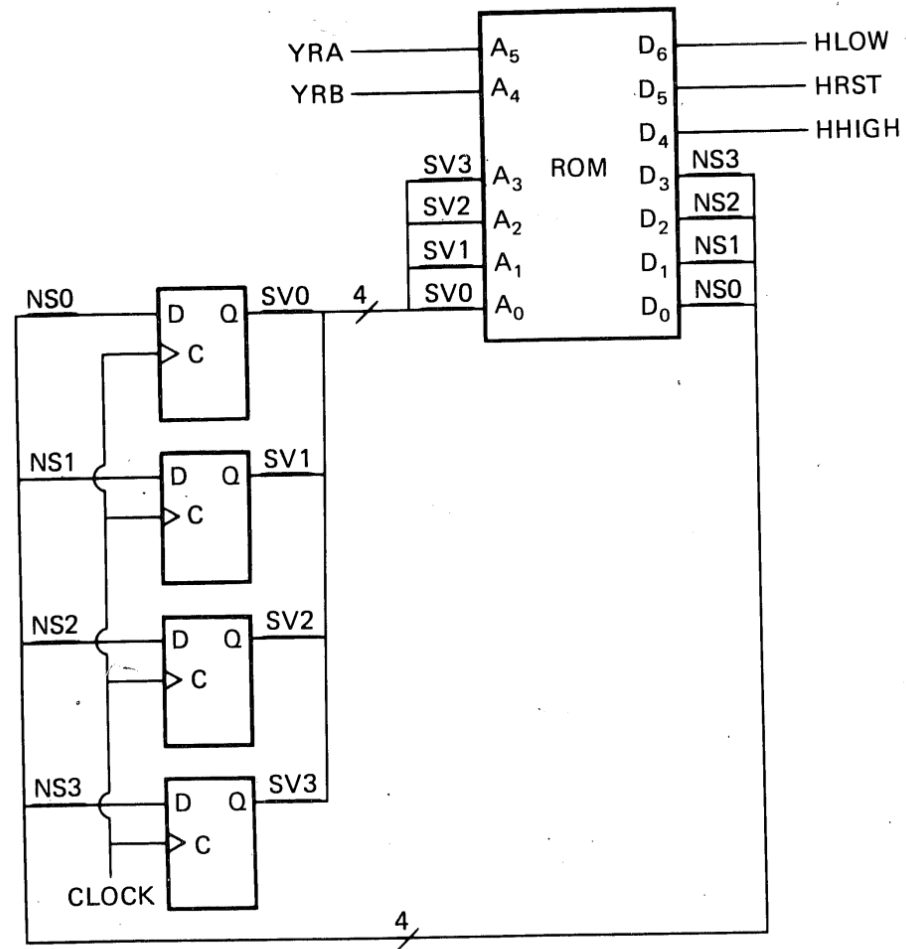 YRA A5 D6 HLOW
YRB A4 D5 HRST
D4 HHIGH
SV3 A3 ROM D3 NS3
SV2 A2 D2 NS2
SV1 A1 D1 NS1
NS0 D Q SV0 4 SV0 A0 D0 NS0
C
NS1 D Q SV1
C
NS2 D Q SV2
C
NS3 D Q SV3
C
CLOCK
4